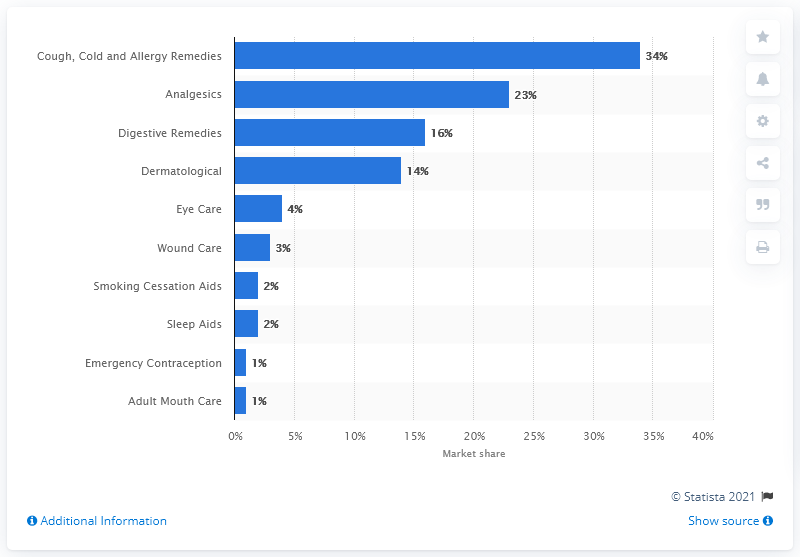 Cough, Cold and Allergy Remedies 34%
Analgesics 23%
Digestive Remedies 16%
Dermatological 14%
Eye Care 4%
Wound Care 3%
Smoking Cessation Aids 2%
Sleep Aids 2%
Emergency Contraception 1%
Adult Mouth Care 1%
0% 5% 10% 15% 20% 25% 30% 35% 40%
Market share
© Statista 2021
Additional Information Show source